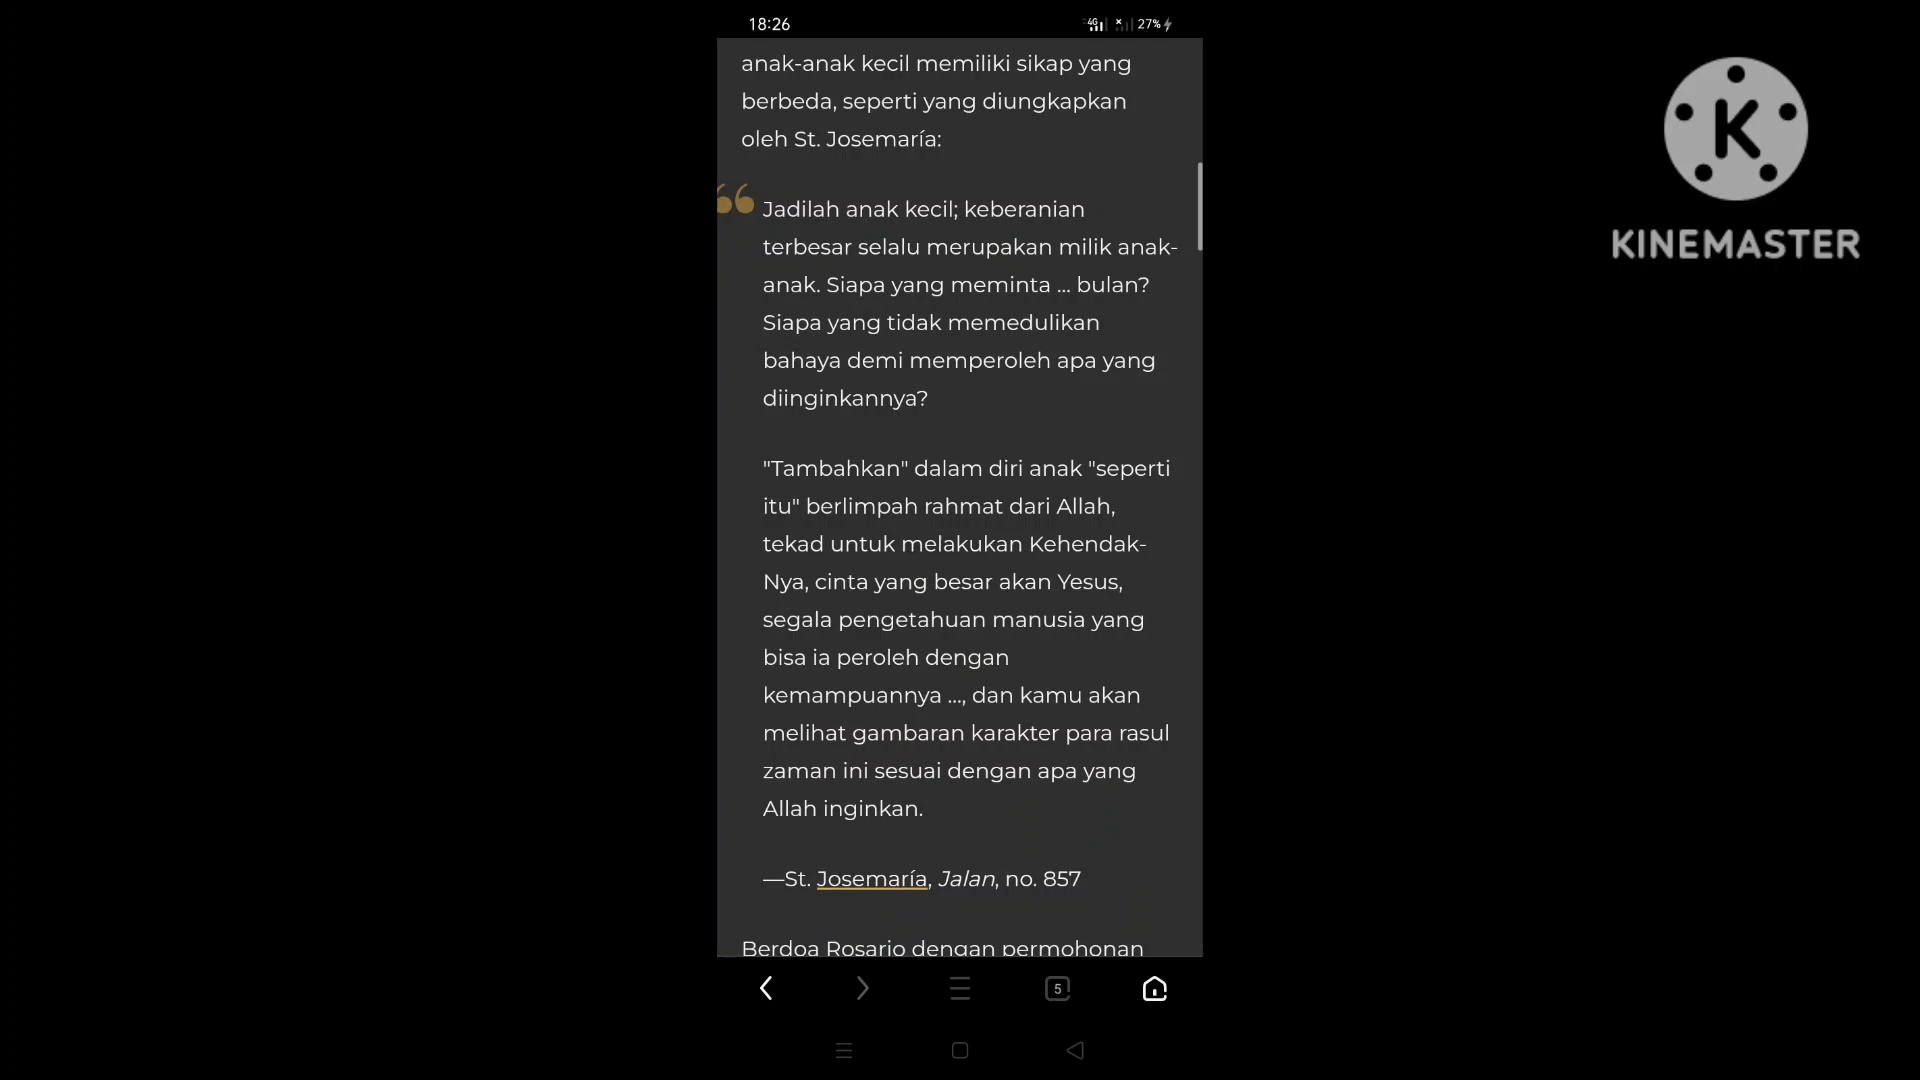 18:26
4G
27%
K
KINEMASTER
anak-anak kecil memiliki sikap yang
berbeda, seperti yang diungkapkan
oleh St. Josemaría:
Jadilah anak kecil; keberanian
terbesar selalu merupakan milik anak-
anak. Siapa yang meminta ... bulan?
Siapa yang tidak memedulikan
bahaya demi memperoleh apa yang
diinginkannya?
"Tambahkan" dalam diri anak "seperti
itu" berlimpah rahmat dari Allah,
tekad untuk melakukan Kehendak-
Nya, cinta yang besar akan Yesus,
segala pengetahuan manusia yang
bisa ia peroleh dengan
kemampuannya ..., dan kamu akan
melihat gambaran karakter para rasul
zaman ini sesuai dengan apa yang
Allah inginkan.
—St. Josemaría, Jalan, no. 857
Berdoa Rosario dengan permohonan
5